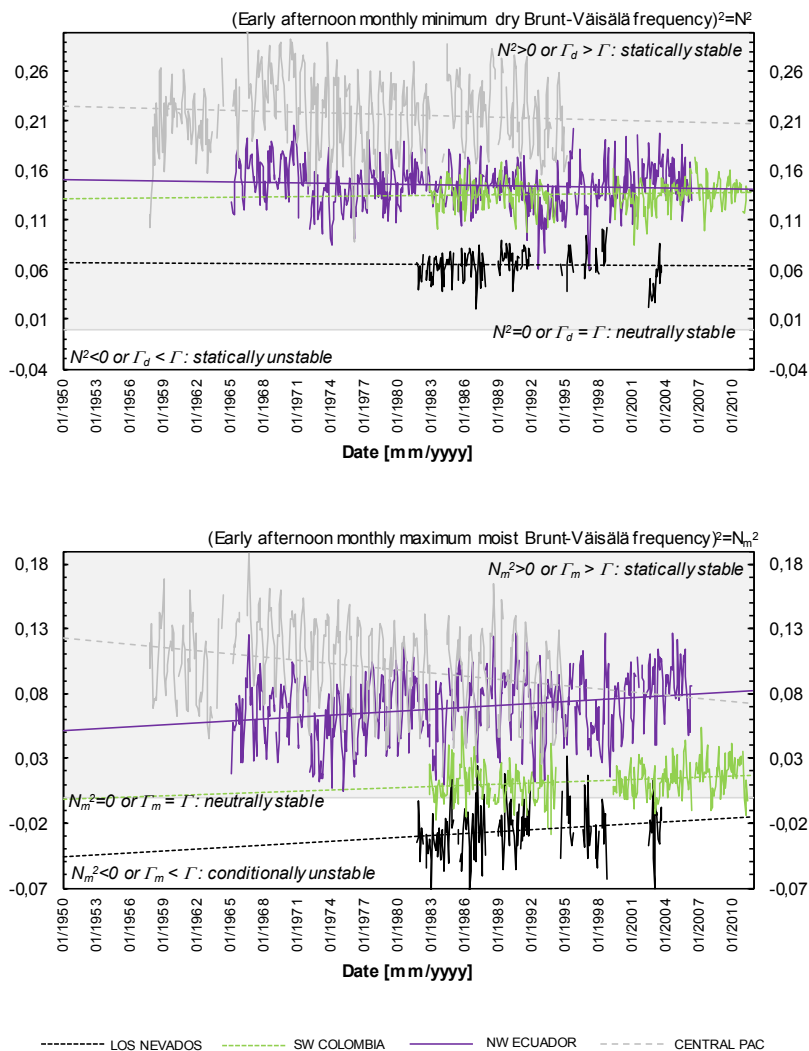 (Early afternoon monthly minimum dry Brunt-Väisälä frequency)²=N²
N²>0 or Γd > Γ : statically stable
0,26 0,26
0,21 0,21
0,16 0,16
0,11 0,11
0,06 0,06
0,01 0,01
N²=0 or Γd = Γ : neutrally stable
N²<0 or Γd < Γ : statically unstable
-0,04 -0,04
01/1950 01/1953 01/1956 01/1959 01/1962 01/1965 01/1968 01/1971 01/1974 01/1977 01/1980 01/1983 01/1986 01/1989 01/1992 01/1995 01/1998 01/2001 01/2004 01/2007 01/2010
Date [mm/yyyy]
(Early afternoon monthly maximum moist Brunt-Väisälä frequency)²=Nm²
0,18 0,18
Nm²>0 or Γm > Γ : statically stable
0,13 0,13
0,08 0,08
0,03 0,03
Nm²=0 or Γm = Γ : neutrally stable
-0,02 -0,02
Nm²<0 or Γm < Γ : conditionally unstable
-0,07 -0,07
01/1950 01/1953 01/1956 01/1959 01/1962 01/1965 01/1968 01/1971 01/1974 01/1977 01/1980 01/1983 01/1986 01/1989 01/1992 01/1995 01/1998 01/2001 01/2004 01/2007 01/2010
Date [mm/yyyy]
LOS NEVADOS SW COLOMBIA NW ECUADOR CENTRAL PAC